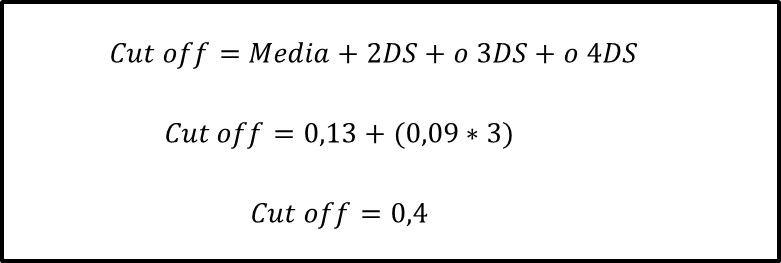 Cut off = Media + 2DS + o 3DS + o 4DS
Cut off = 0,13 + (0,09 * 3)
Cut off = 0,4